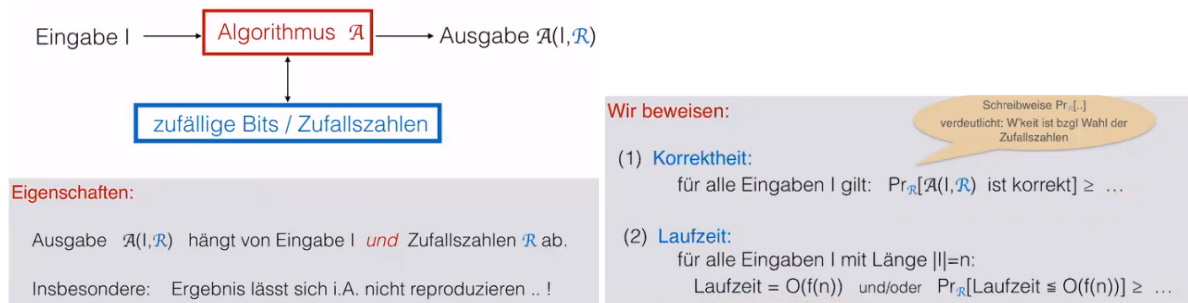 Eingabe I
Algorithmus 𝒜
Ausgabe 𝒜(I,ℛ)
zufällige Bits / Zufallszahlen
Eigenschaften:
Ausgabe 𝒜(I,ℛ) hängt von Eingabe I und Zufallszahlen ℛ ab.
Insbesondere: Ergebnis lässt sich i.A. nicht reproduzieren .. !
Wir beweisen:
Schreibweise Prℛ[..]
verdeutlicht: W'keit ist bzgl Wahl der
Zufallszahlen
(1) Korrektheit:
für alle Eingaben I gilt: Prℛ[𝒜(I,ℛ) ist korrekt] ≥ ...
(2) Laufzeit:
für alle Eingaben I mit Länge |I|=n:
Laufzeit = O(f(n)) und/oder Prℛ[Laufzeit ≤ O(f(n))] ≥ ...